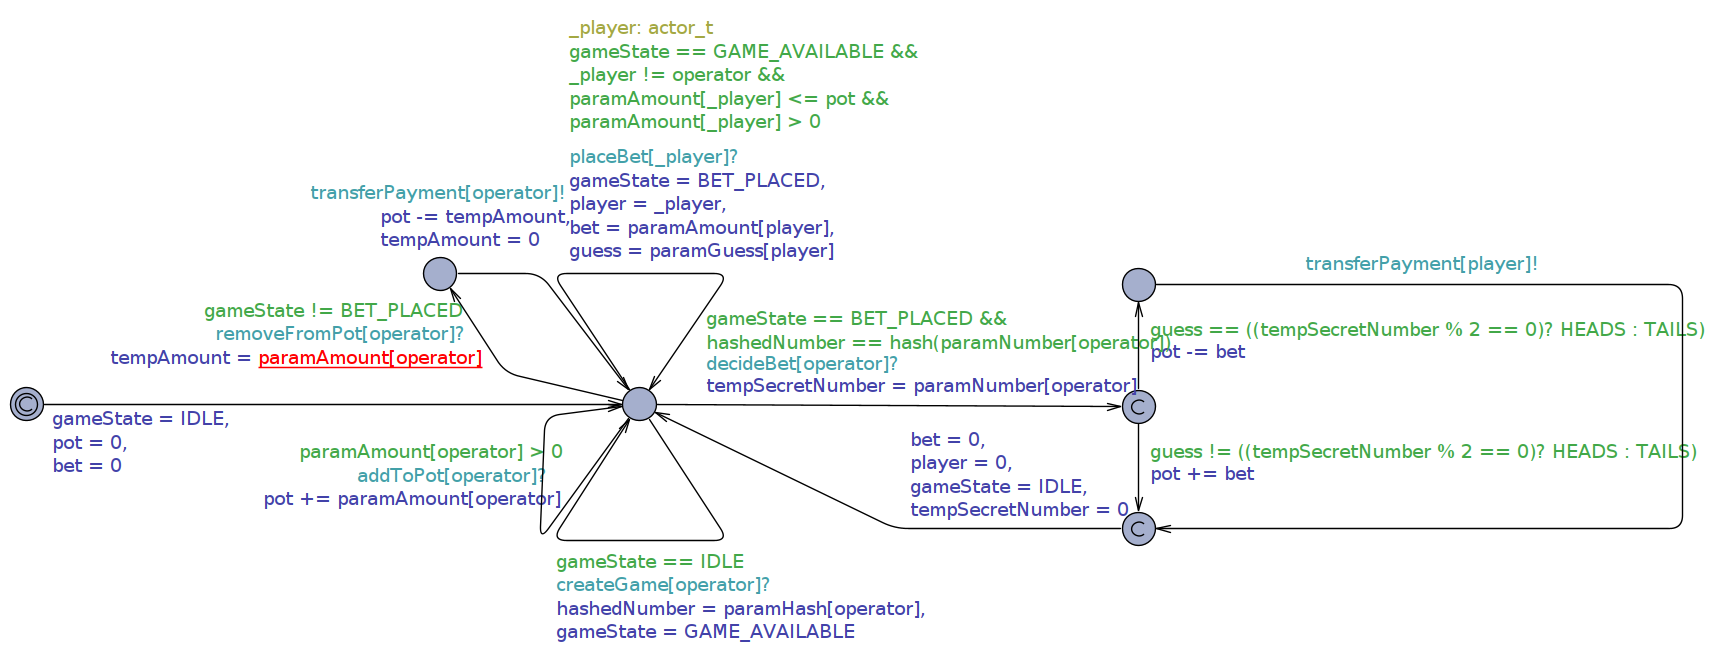 _player: actor_t
gameState == GAME_AVAILABLE &&
_player != operator &&
paramAmount[_player] <= pot &&
paramAmount[_player] > 0
placeBet[_player]?
gameState = BET_PLACED,
player = _player,
bet = paramAmount[player],
guess = paramGuess[player]
transferPayment[operator]!
pot -= tempAmount,
tempAmount = 0
gameState != BET_PLACED
removeFromPot[operator]?
tempAmount = paramAmount[operator]
C
gameState = IDLE,
pot = 0,
bet = 0
paramAmount[operator] > 0
addToPot[operator]?
pot += paramAmount[operator]
gameState == IDLE
createGame[operator]?
hashedNumber = paramHash[operator],
gameState = GAME_AVAILABLE
gameState == BET_PLACED &&
hashedNumber == hash(paramNumber[operator])
decideBet[operator]?
tempSecretNumber = paramNumber[operator]
C
transferPayment[player]!
guess == ((tempSecretNumber % 2 == 0)? HEADS : TAILS)
pot -= bet
guess != ((tempSecretNumber % 2 == 0)? HEADS : TAILS)
pot += bet
bet = 0,
player = 0,
gameState = IDLE,
tempSecretNumber = 0
C